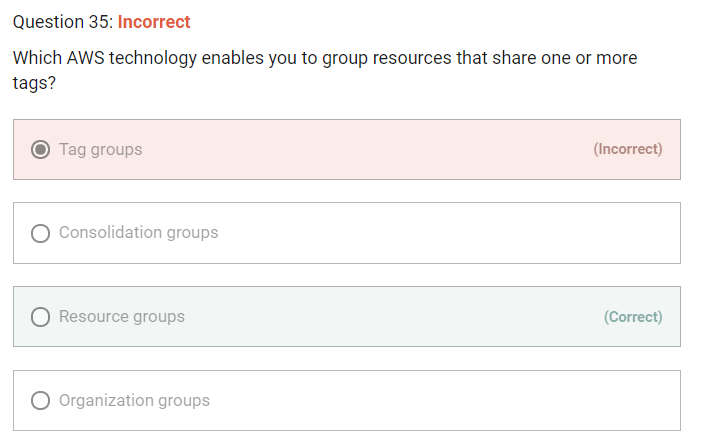 Question 35: Incorrect
Which AWS technology enables you to group resources that share one or more
tags?
Tag groups (Incorrect)
Consolidation groups
Resource groups (Correct)
Organization groups